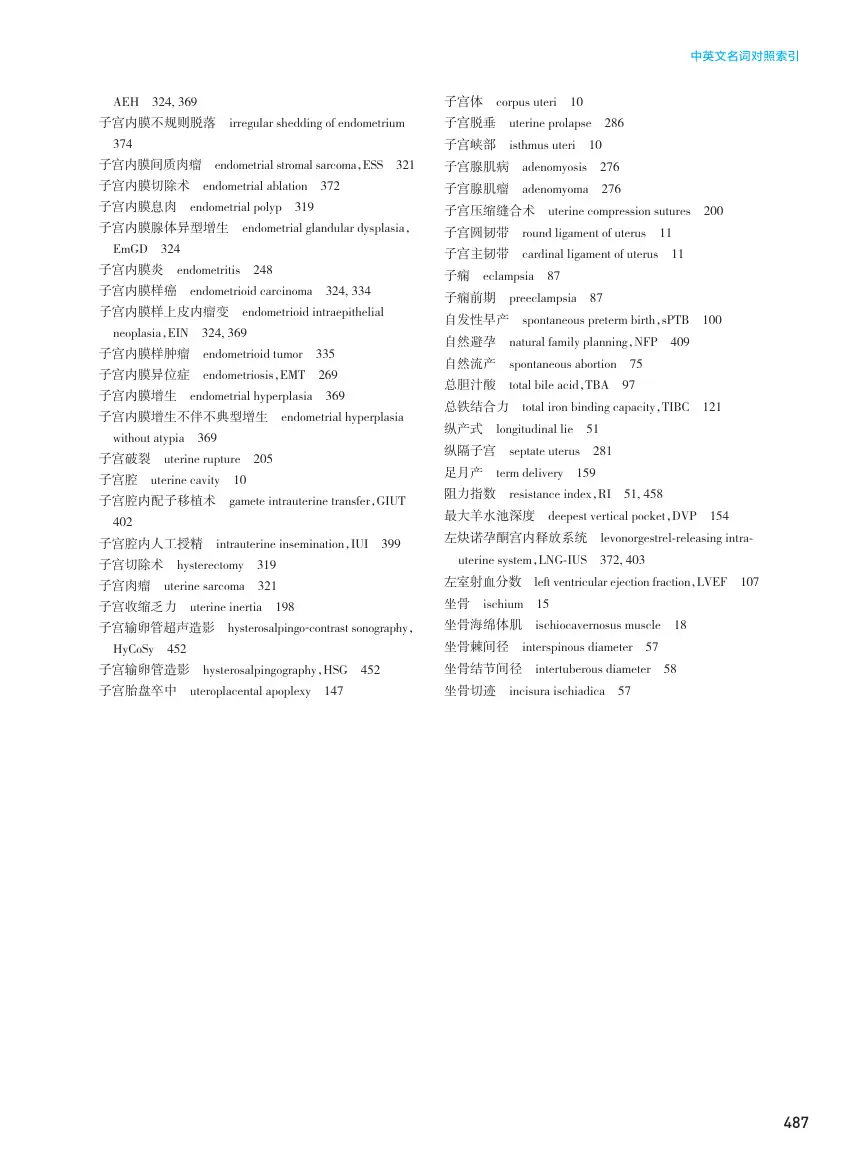 中英文名词对照索引
AEH 324, 369
子宫内膜不规则脱落 irregular shedding of endometrium
374
子宫内膜间质肉瘤 endometrial stromal sarcoma,ESS 321
子宫内膜切除术 endometrial ablation 372
子宫内膜息肉 endometrial polyp 319
子宫内膜腺体异型增生 endometrial glandular dysplasia,
EmGD 324
子宫内膜炎 endometritis 248
子宫内膜样癌 endometrioid carcinoma 324, 334
子宫内膜样上皮内瘤变 endometrioid intraepithelial
neoplasia,EIN 324, 369
子宫内膜样肿瘤 endometrioid tumor 335
子宫内膜异位症 endometriosis,EMT 269
子宫内膜增生 endometrial hyperplasia 369
子宫内膜增生不伴不典型增生 endometrial hyperplasia
without atypia 369
子宫破裂 uterine rupture 205
子宫腔 uterine cavity 10
子宫腔内配子移植术 gamete intrauterine transfer,GIUT
402
子宫腔内人工授精 intrauterine insemination,IUI 399
子宫切除术 hysterectomy 319
子宫肉瘤 uterine sarcoma 321
子宫收缩乏力 uterine inertia 198
子宫输卵管超声造影 hysterosalpingo-contrast sonography,
HyCoSy 452
子宫输卵管造影 hysterosalpingography,HSG 452
子宫胎盘卒中 uteroplacental apoplexy 147
子宫体 corpus uteri 10
子宫脱垂 uterine prolapse 286
子宫峡部 isthmus uteri 10
子宫腺肌病 adenomyosis 276
子宫腺肌瘤 adenomyoma 276
子宫压缩缝合术 uterine compression sutures 200
子宫圆韧带 round ligament of uterus 11
子宫主韧带 cardinal ligament of uterus 11
子痫 eclampsia 87
子痫前期 preeclampsia 87
自发性早产 spontaneous preterm birth,sPTB 100
自然避孕 natural family planning,NFP 409
自然流产 spontaneous abortion 75
总胆汁酸 total bile acid,TBA 97
总铁结合力 total iron binding capacity,TIBC 121
纵产式 longitudinal lie 51
纵隔子宫 septate uterus 281
足月产 term delivery 159
阻力指数 resistance index,RI 51, 458
最大羊水池深度 deepest vertical pocket,DVP 154
左炔诺孕酮宫内释放系统 levonorgestrel-releasing intra-
uterine system,LNG-IUS 372, 403
左室射血分数 left ventricular ejection fraction,LVEF 107
坐骨 ischium 15
坐骨海绵体肌 ischiocavernosus muscle 18
坐骨棘间径 interspinous diameter 57
坐骨结节间径 intertuberous diameter 58
坐骨切迹 incisura ischiadica 57
487